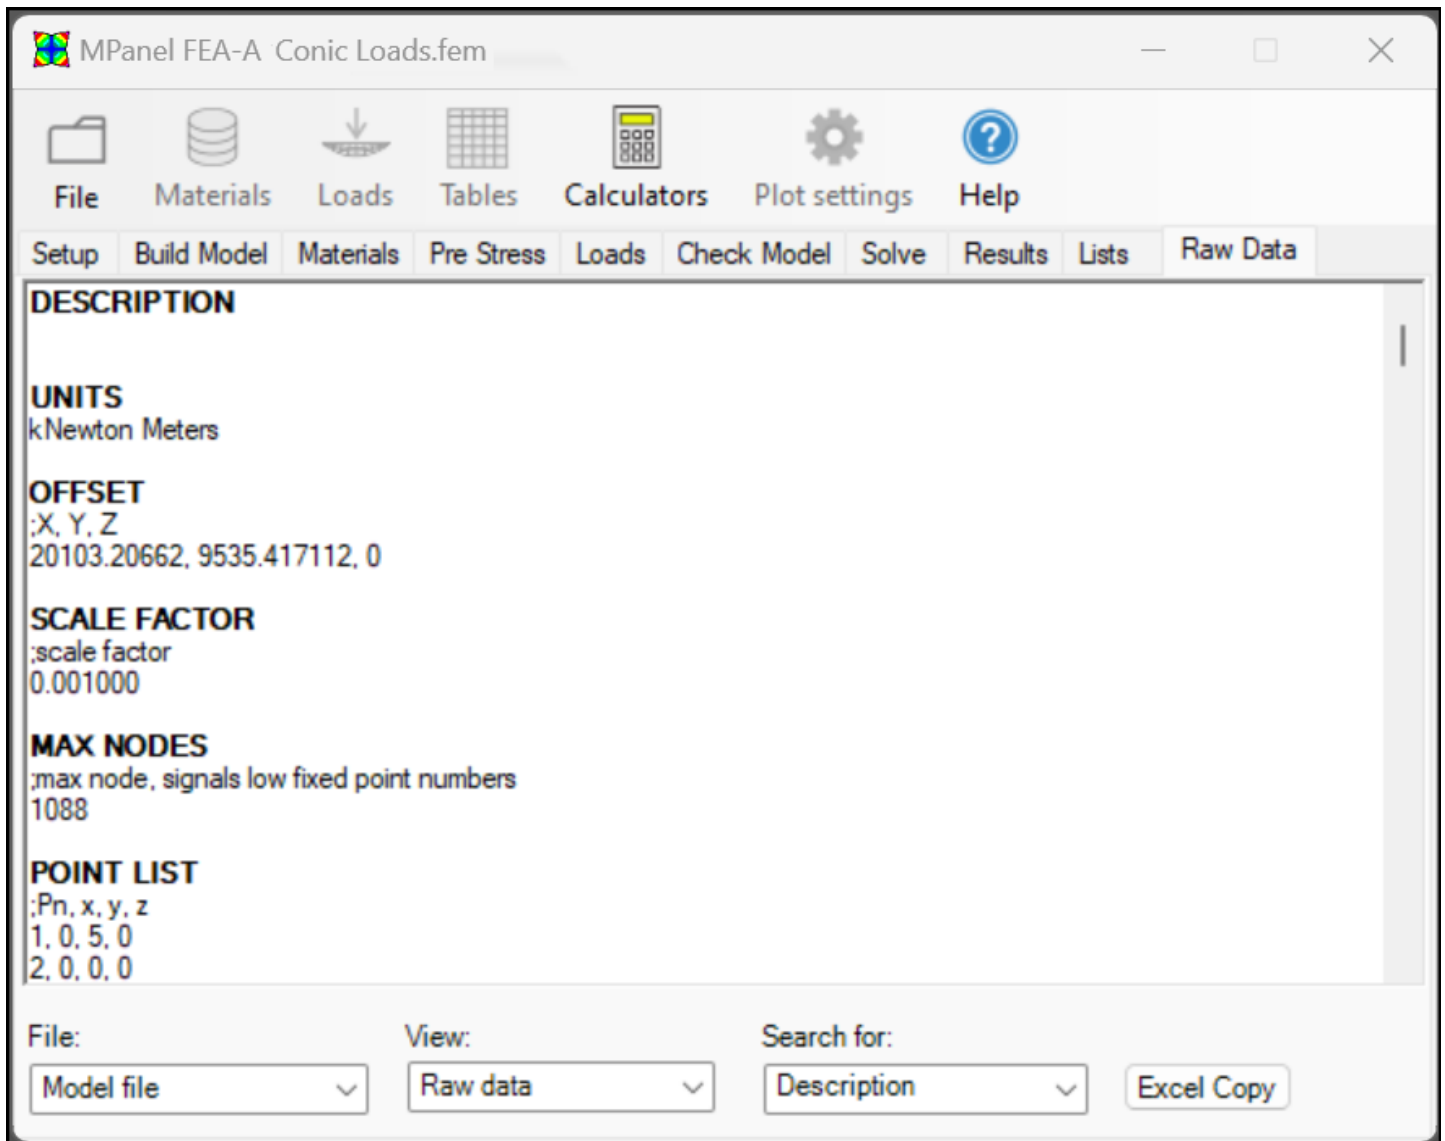 MPanel FEA-A  Conic Loads.fem
File Materials Loads Tables Calculators Plot settings Help
Setup Build Model Materials Pre Stress Loads Check Model Solve Results Lists Raw Data
DESCRIPTION
UNITS
kNewton Meters
OFFSET
;X, Y, Z
20103.20662, 9535.417112, 0
SCALE FACTOR
;scale factor
0.001000
MAX NODES
;max node, signals low fixed point numbers
1088
POINT LIST
;Pn, x, y, z
1, 0, 5, 0
2, 0, 0, 0
File: View: Search for:
Model file Raw data Description Excel Copy